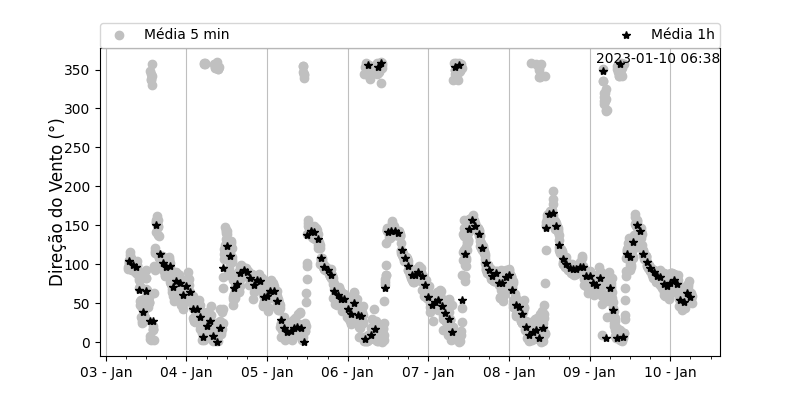 Média 5 min
Média 1h
2023-01-10 06:38
Direção do Vento (°)
350
300
250
200
150
100
50
0
03 - Jan
04 - Jan
05 - Jan
06 - Jan
07 - Jan
08 - Jan
09 - Jan
10 - Jan